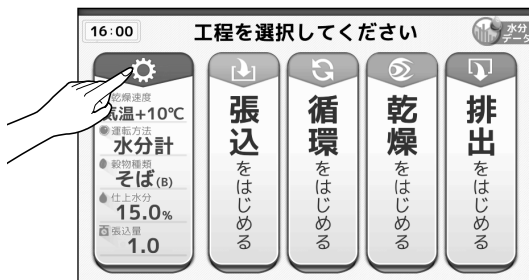 16:00
工程を選択してください
水分
データ
乾燥速度
気温+10℃
運転方法
水分計
穀物種類
そば(B)
仕上水分
15.0%
張込量
1.0
張込をはじめる
循環をはじめる
乾燥をはじめる
排出をはじめる